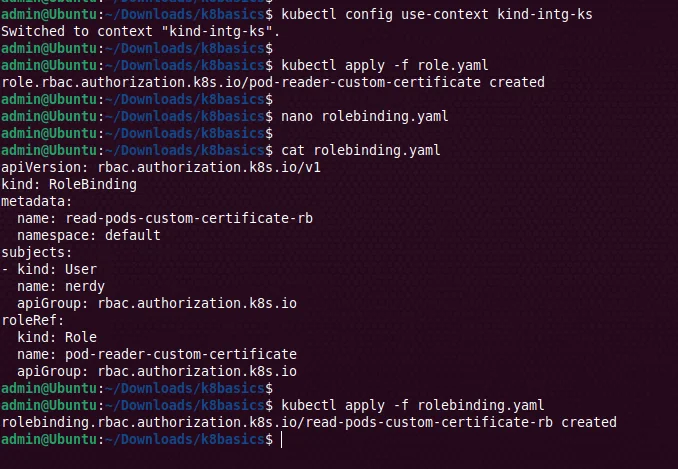 admin@Ubuntu:~/Downloads/k8basics$
admin@Ubuntu:~/Downloads/k8basics$ kubectl config use-context kind-intg-ks
Switched to context "kind-intg-ks".
admin@Ubuntu:~/Downloads/k8basics$
admin@Ubuntu:~/Downloads/k8basics$ kubectl apply -f role.yaml
role.rbac.authorization.k8s.io/pod-reader-custom-certificate created
admin@Ubuntu:~/Downloads/k8basics$
admin@Ubuntu:~/Downloads/k8basics$ nano rolebinding.yaml
admin@Ubuntu:~/Downloads/k8basics$
admin@Ubuntu:~/Downloads/k8basics$ cat rolebinding.yaml
apiVersion: rbac.authorization.k8s.io/v1
kind: RoleBinding
metadata:
  name: read-pods-custom-certificate-rb
  namespace: default
subjects:
- kind: User
  name: nerdy
  apiGroup: rbac.authorization.k8s.io
roleRef:
  kind: Role
  name: pod-reader-custom-certificate
  apiGroup: rbac.authorization.k8s.io
admin@Ubuntu:~/Downloads/k8basics$
admin@Ubuntu:~/Downloads/k8basics$ kubectl apply -f rolebinding.yaml
rolebinding.rbac.authorization.k8s.io/read-pods-custom-certificate-rb created
admin@Ubuntu:~/Downloads/k8basics$